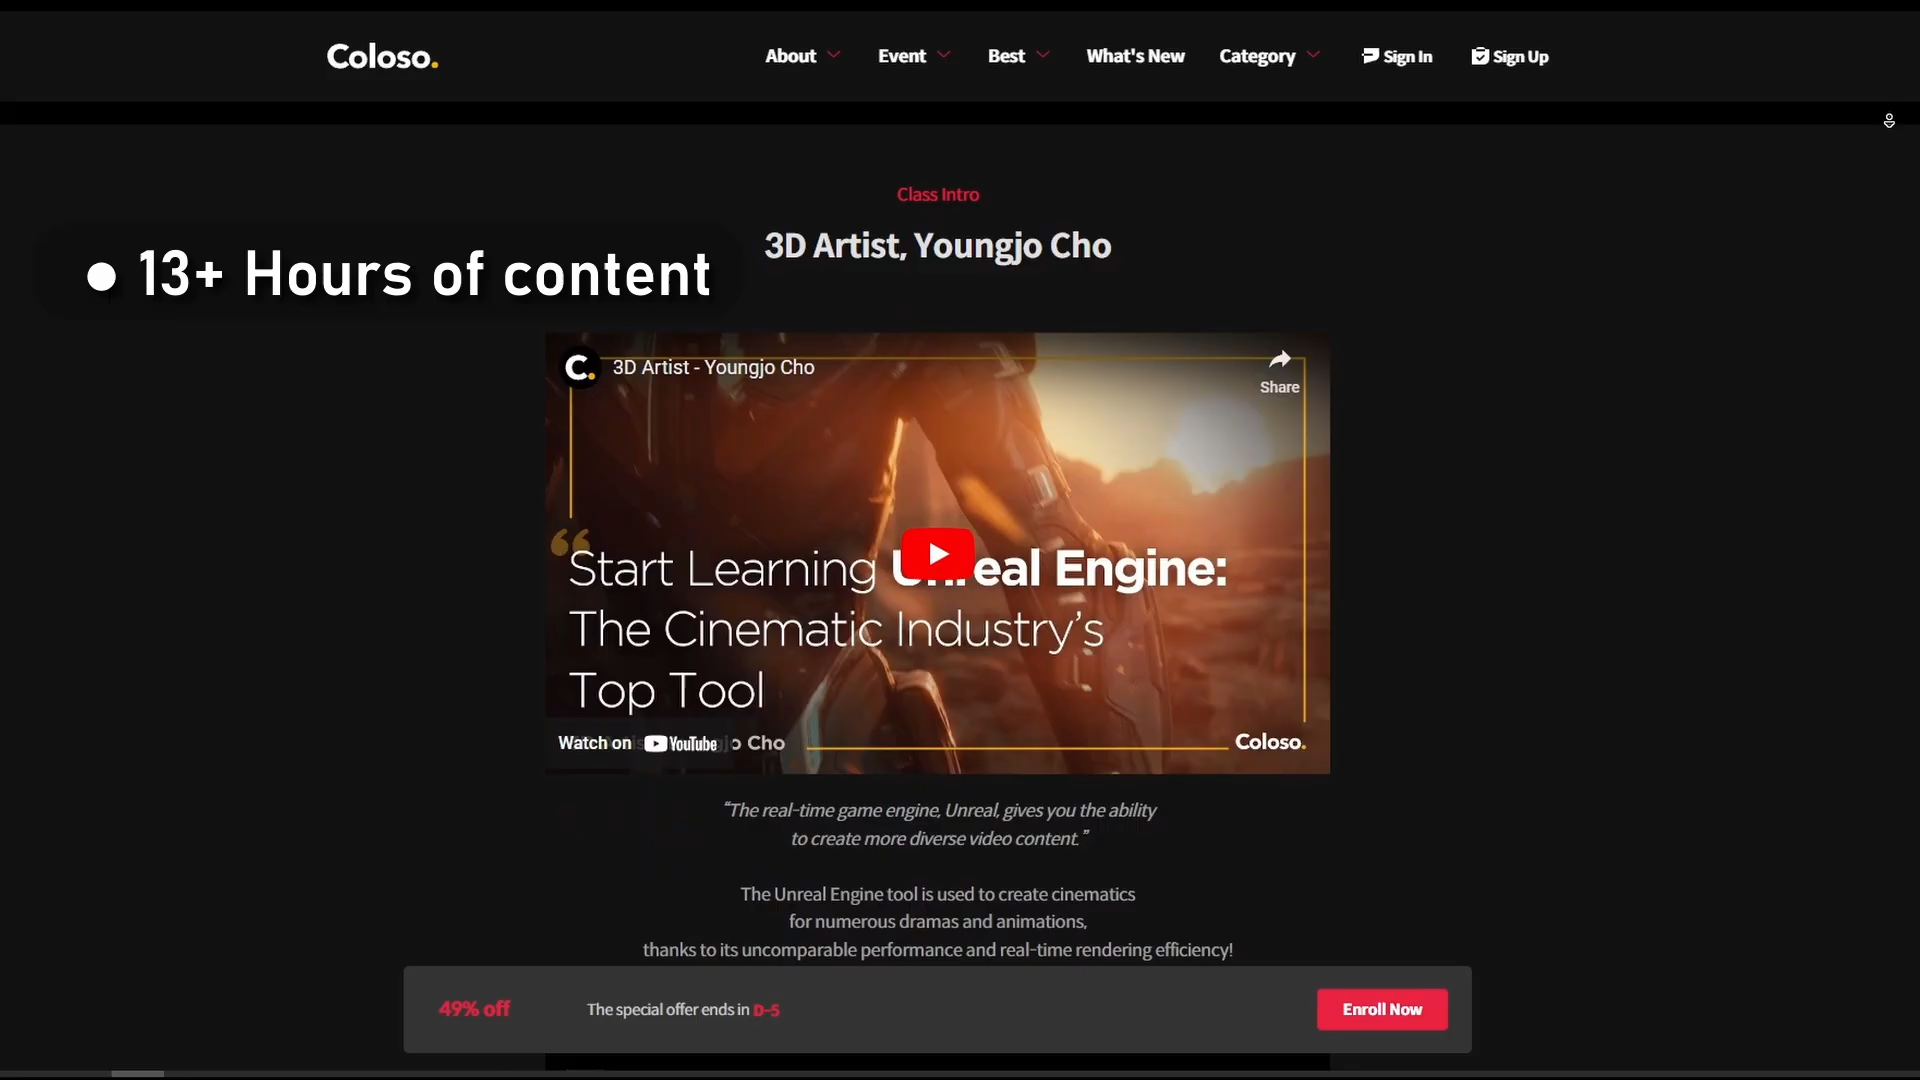 Coloso.
About
Event
Best
What's New
Category
Sign In
Sign Up
Class Intro
3D Artist, Youngjo Cho
● 13+ Hours of content
C.
3D Artist - Youngjo Cho
Share
“
Start Learning Unreal Engine:
The Cinematic Industry's
Top Tool
Watch on YouTube
o Cho
Coloso.
“The real-time game engine, Unreal, gives you the ability
to create more diverse video content.”
The Unreal Engine tool is used to create cinematics
for numerous dramas and animations,
thanks to its uncomparable performance and real-time rendering efficiency!
49% off
The special offer ends in D-5
Enroll Now